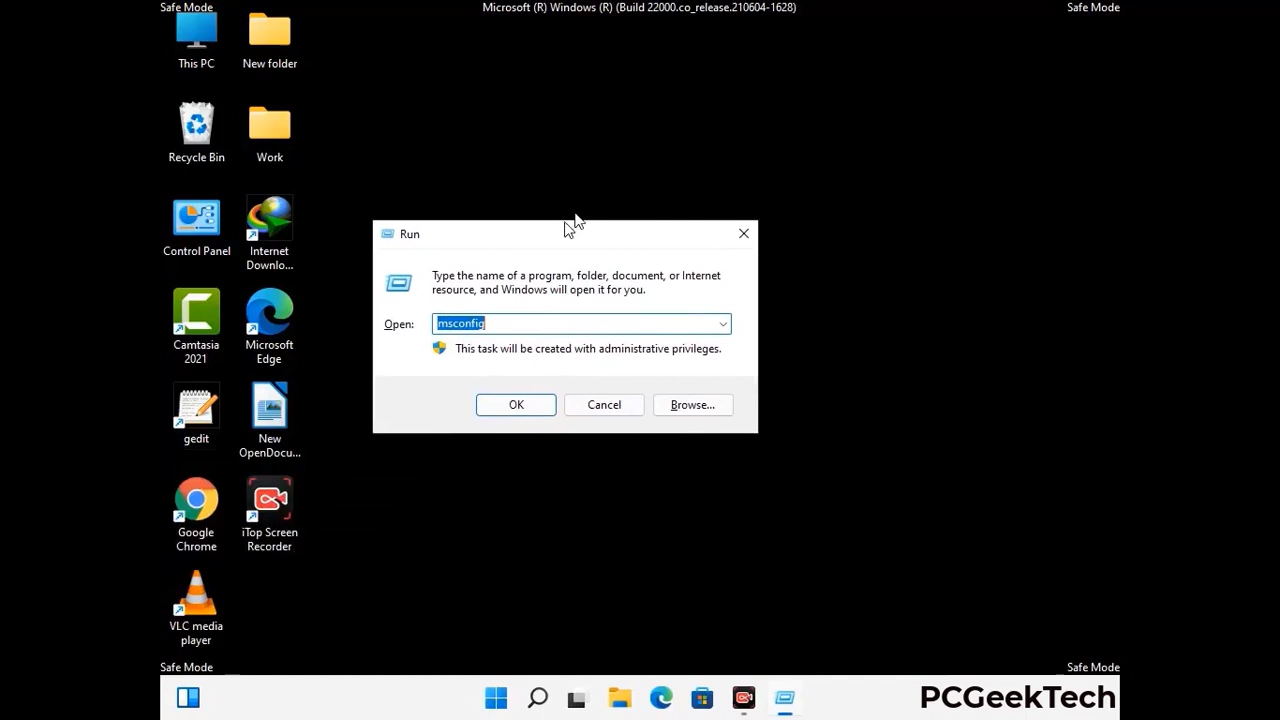 Safe Mode
Microsoft (R) Windows (R) (Build 22000.co_release.210604-1628)
Safe Mode
This PC
New folder
Recycle Bin
Work
Control Panel
Internet
Downlo...
Camtasia
2021
Microsoft
Edge
gedit
New
OpenDocu...
Google
Chrome
iTop Screen
Recorder
VLC media
player
Run
Type the name of a program, folder, document, or Internet
resource, and Windows will open it for you.
Open:
msconfig
This task will be created with administrative privileges.
OK
Cancel
Browse...
Safe Mode
Safe Mode
PCGeekTech